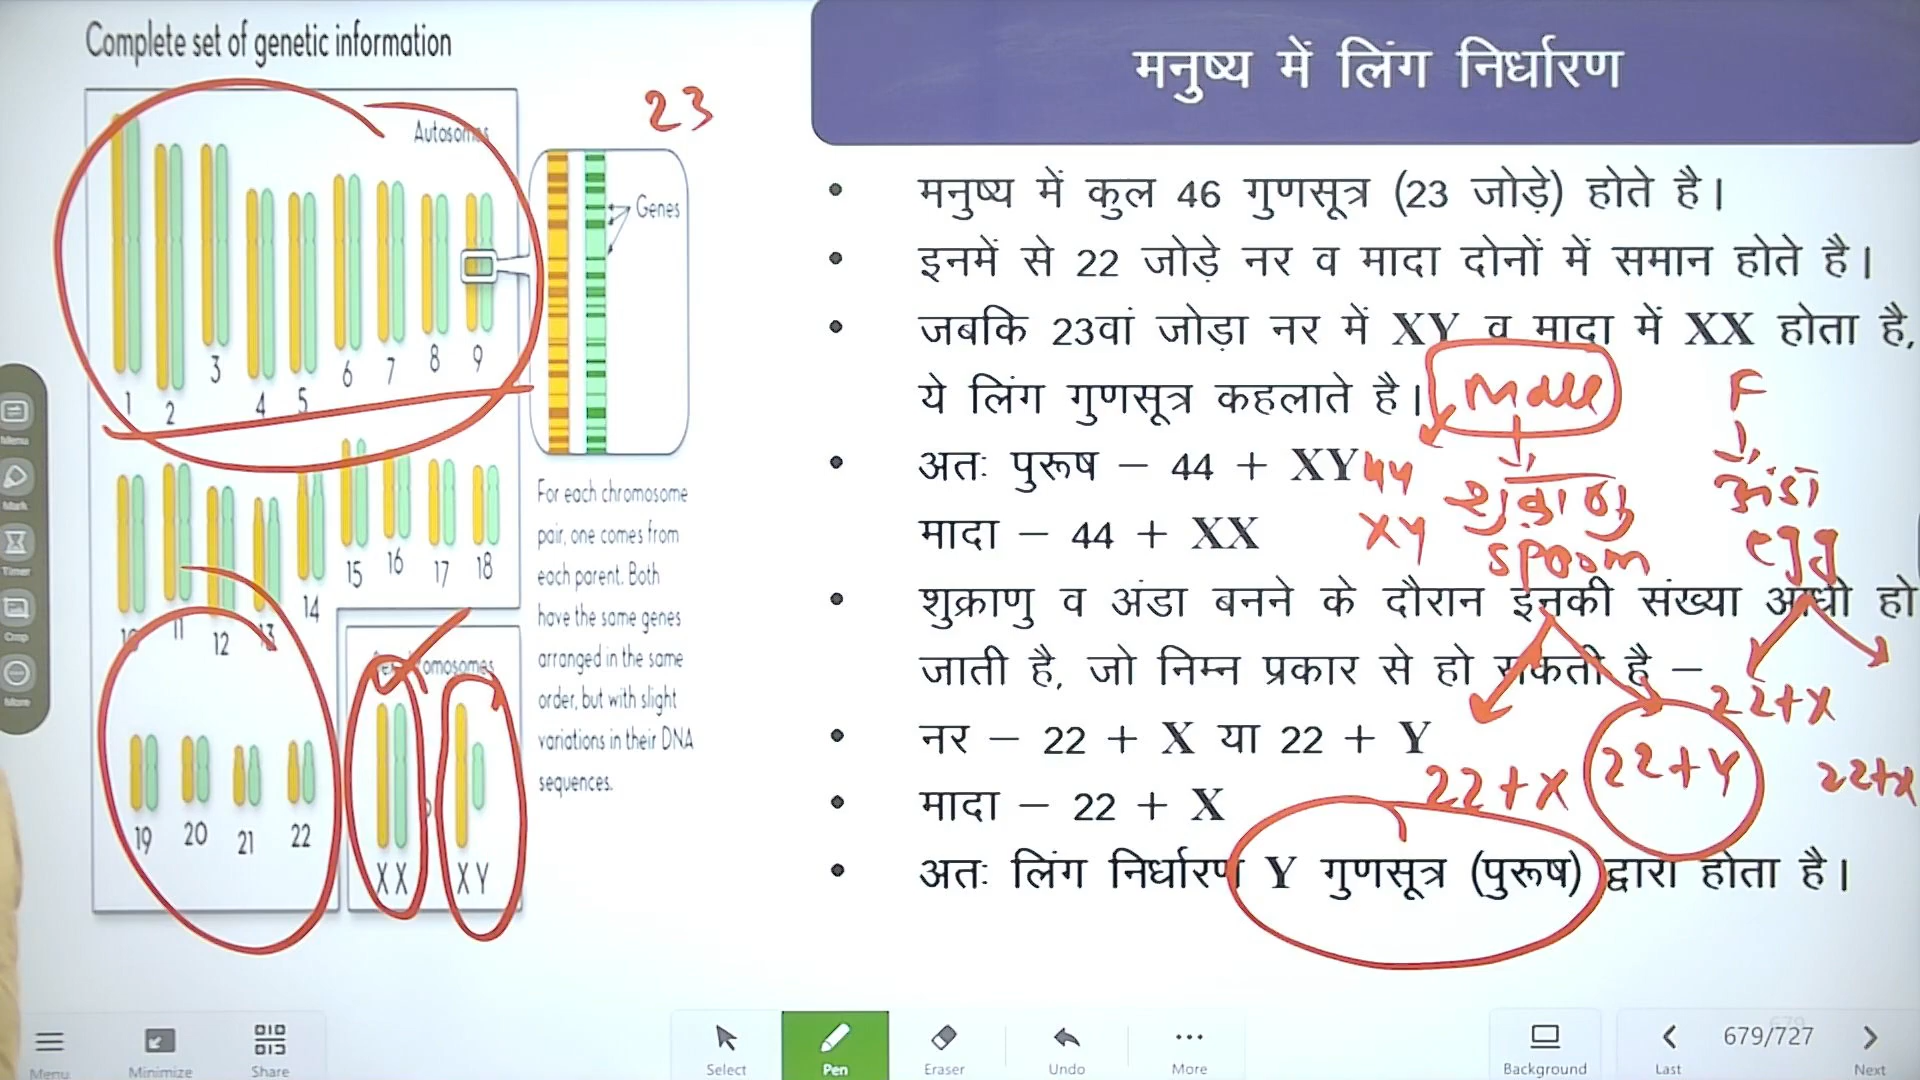 Complete set of genetic information
Autosomes
23
Genes
1 2 3 4 5 6 7 8 9
11 12 13 14 15 16 17 18
19 20 21 22
XX
XY
For each chromosome
pair, one comes from
each parent. Both
have the same genes
arranged in the same
order, but with slight
variations in their DNA
sequences.
मनुष्य में लिंग निर्धारण
• मनुष्य में कुल 46 गुणसूत्र (23 जोड़े) होते है।
• इनमें से 22 जोड़े नर व मादा दोनों में समान होते है।
• जबकि 23वां जोड़ा नर में XY व मादा में XX होता है,
ये लिंग गुणसूत्र कहलाते है।
Male F
• अतः पुरूष – 44 + XY
44
शुक्राणु अंडा
मादा – 44 + XX
XY
egg
• शुक्राणु व अंडा बनने के दौरान इनकी संख्या आधी हो
जाती है, जो निम्न प्रकार से हो सकती है –
22+X
• नर – 22 + X या 22 + Y
22+X 22+Y 22+X
• मादा – 22 + X
• अतः लिंग निर्धारण Y गुणसूत्र (पुरूष) द्वारा होता है।
Menu
Mark
Timer
Crop
More
Menu Minimize Share
Select Pen Eraser Undo More
Background
679/727
Last Next